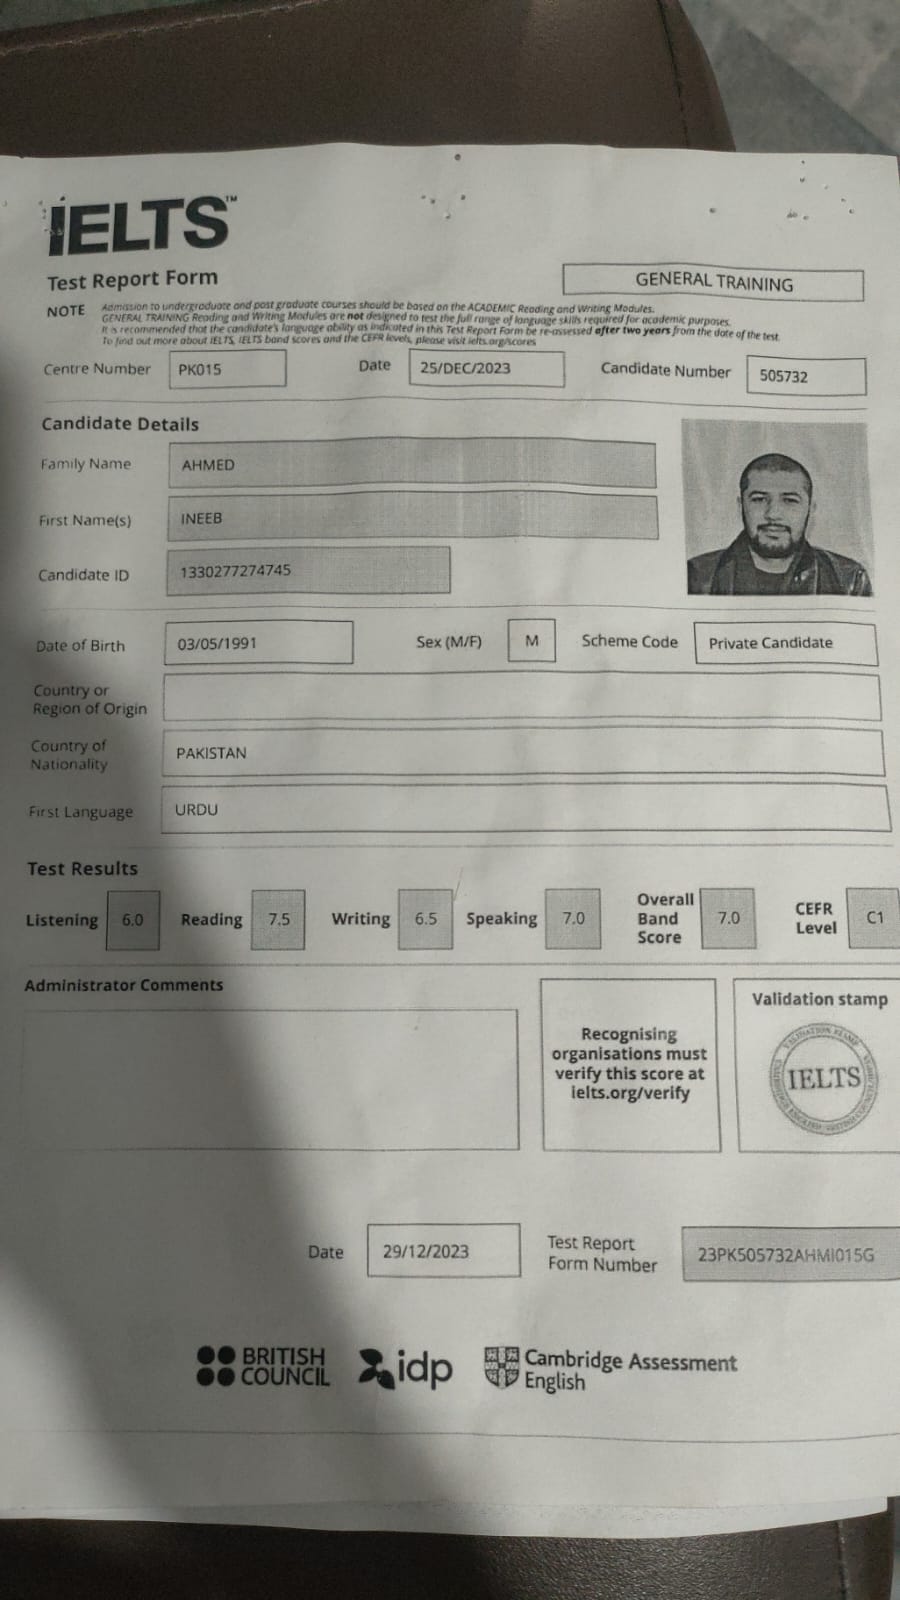 IELTS™
Test Report Form
GENERAL TRAINING
NOTE Admission to undergraduate and post graduate courses should be based on the ACADEMIC Reading and Writing Modules.
GENERAL TRAINING Reading and Writing Modules are not designed to test the full range of language skills required for academic purposes.
It is recommended that the candidate's language ability as indicated in this Test Report Form be re-assessed after two years from the date of the test.
To find out more about IELTS, IELTS band scores and the CEFR levels, please visit ielts.org/scores
Centre Number PK015 Date 25/DEC/2023 Candidate Number 505732
Candidate Details
Family Name AHMED
First Name(s) INEEB
Candidate ID 1330277274745
Date of Birth 03/05/1991 Sex (M/F) M Scheme Code Private Candidate
Country or
Region of Origin
Country of
Nationality PAKISTAN
First Language URDU
Test Results
Listening 6.0 Reading 7.5 Writing 6.5 Speaking 7.0 Overall Band Score 7.0 CEFR Level C1
Administrator Comments
Recognising
organisations must
verify this score at
ielts.org/verify
Validation stamp
VALIDATION STAMP
IELTS
Date 29/12/2023
Test Report
Form Number 23PK505732AHMI015G
BRITISH
COUNCIL
idp
Cambridge Assessment
English